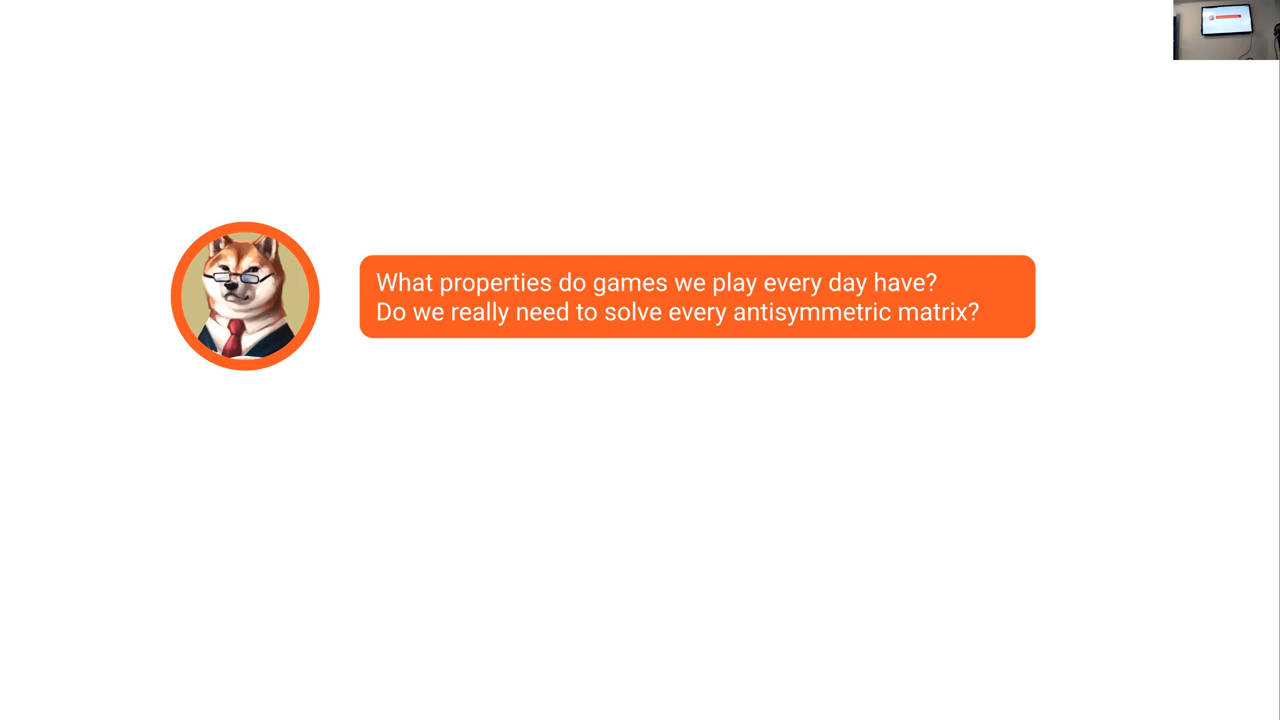 What properties do games we play every day have?
Do we really need to solve every antisymmetric matrix?